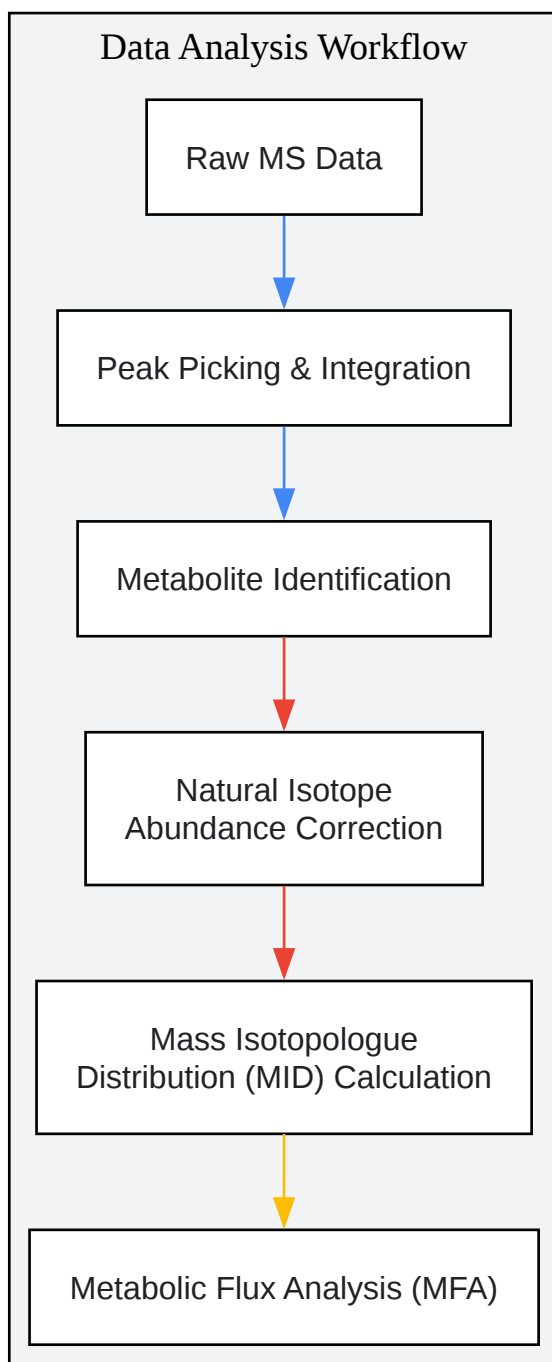 Data Analysis Workflow
Raw MS Data
Peak Picking & Integration
Metabolite Identification
Natural Isotope
Abundance Correction
Mass Isotopologue
Distribution (MID) Calculation
Metabolic Flux Analysis (MFA)